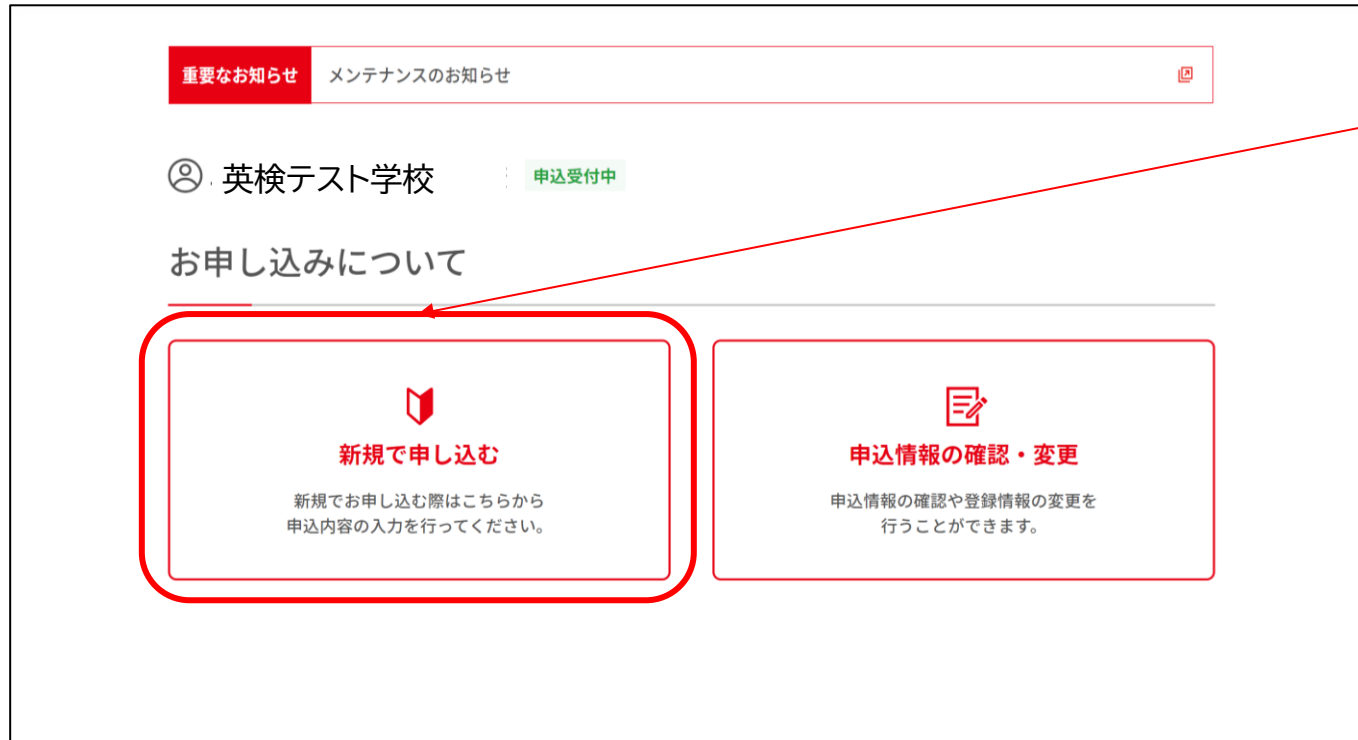 重要なお知らせ メンテナンスのお知らせ
英検テスト学校 申込受付中
お申し込みについて
新規で申し込む
新規でお申し込む際はこちらから
申込内容の入力を行ってください。
申込情報の確認・変更
申込情報の確認や登録情報の変更を
行うことができます。